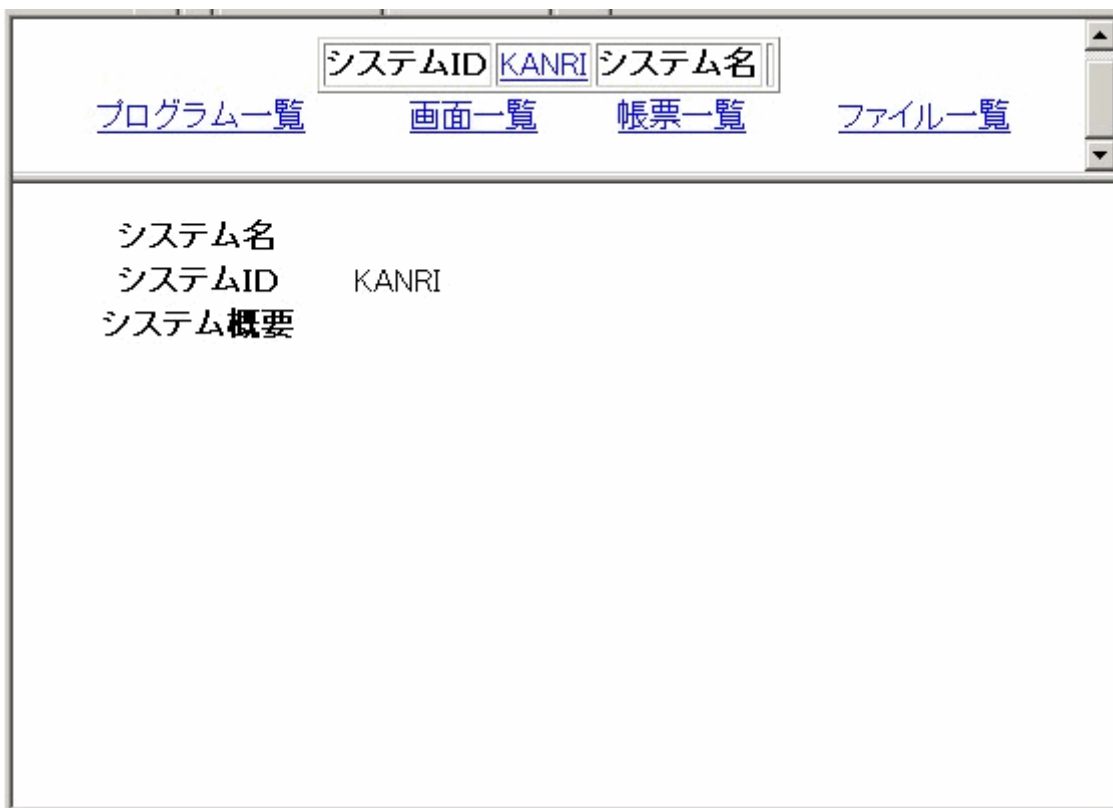 システムID KANRI システム名
プログラム一覧 画面一覧 帳票一覧 ファイル一覧
システム名
システムID KANRI
システム概要